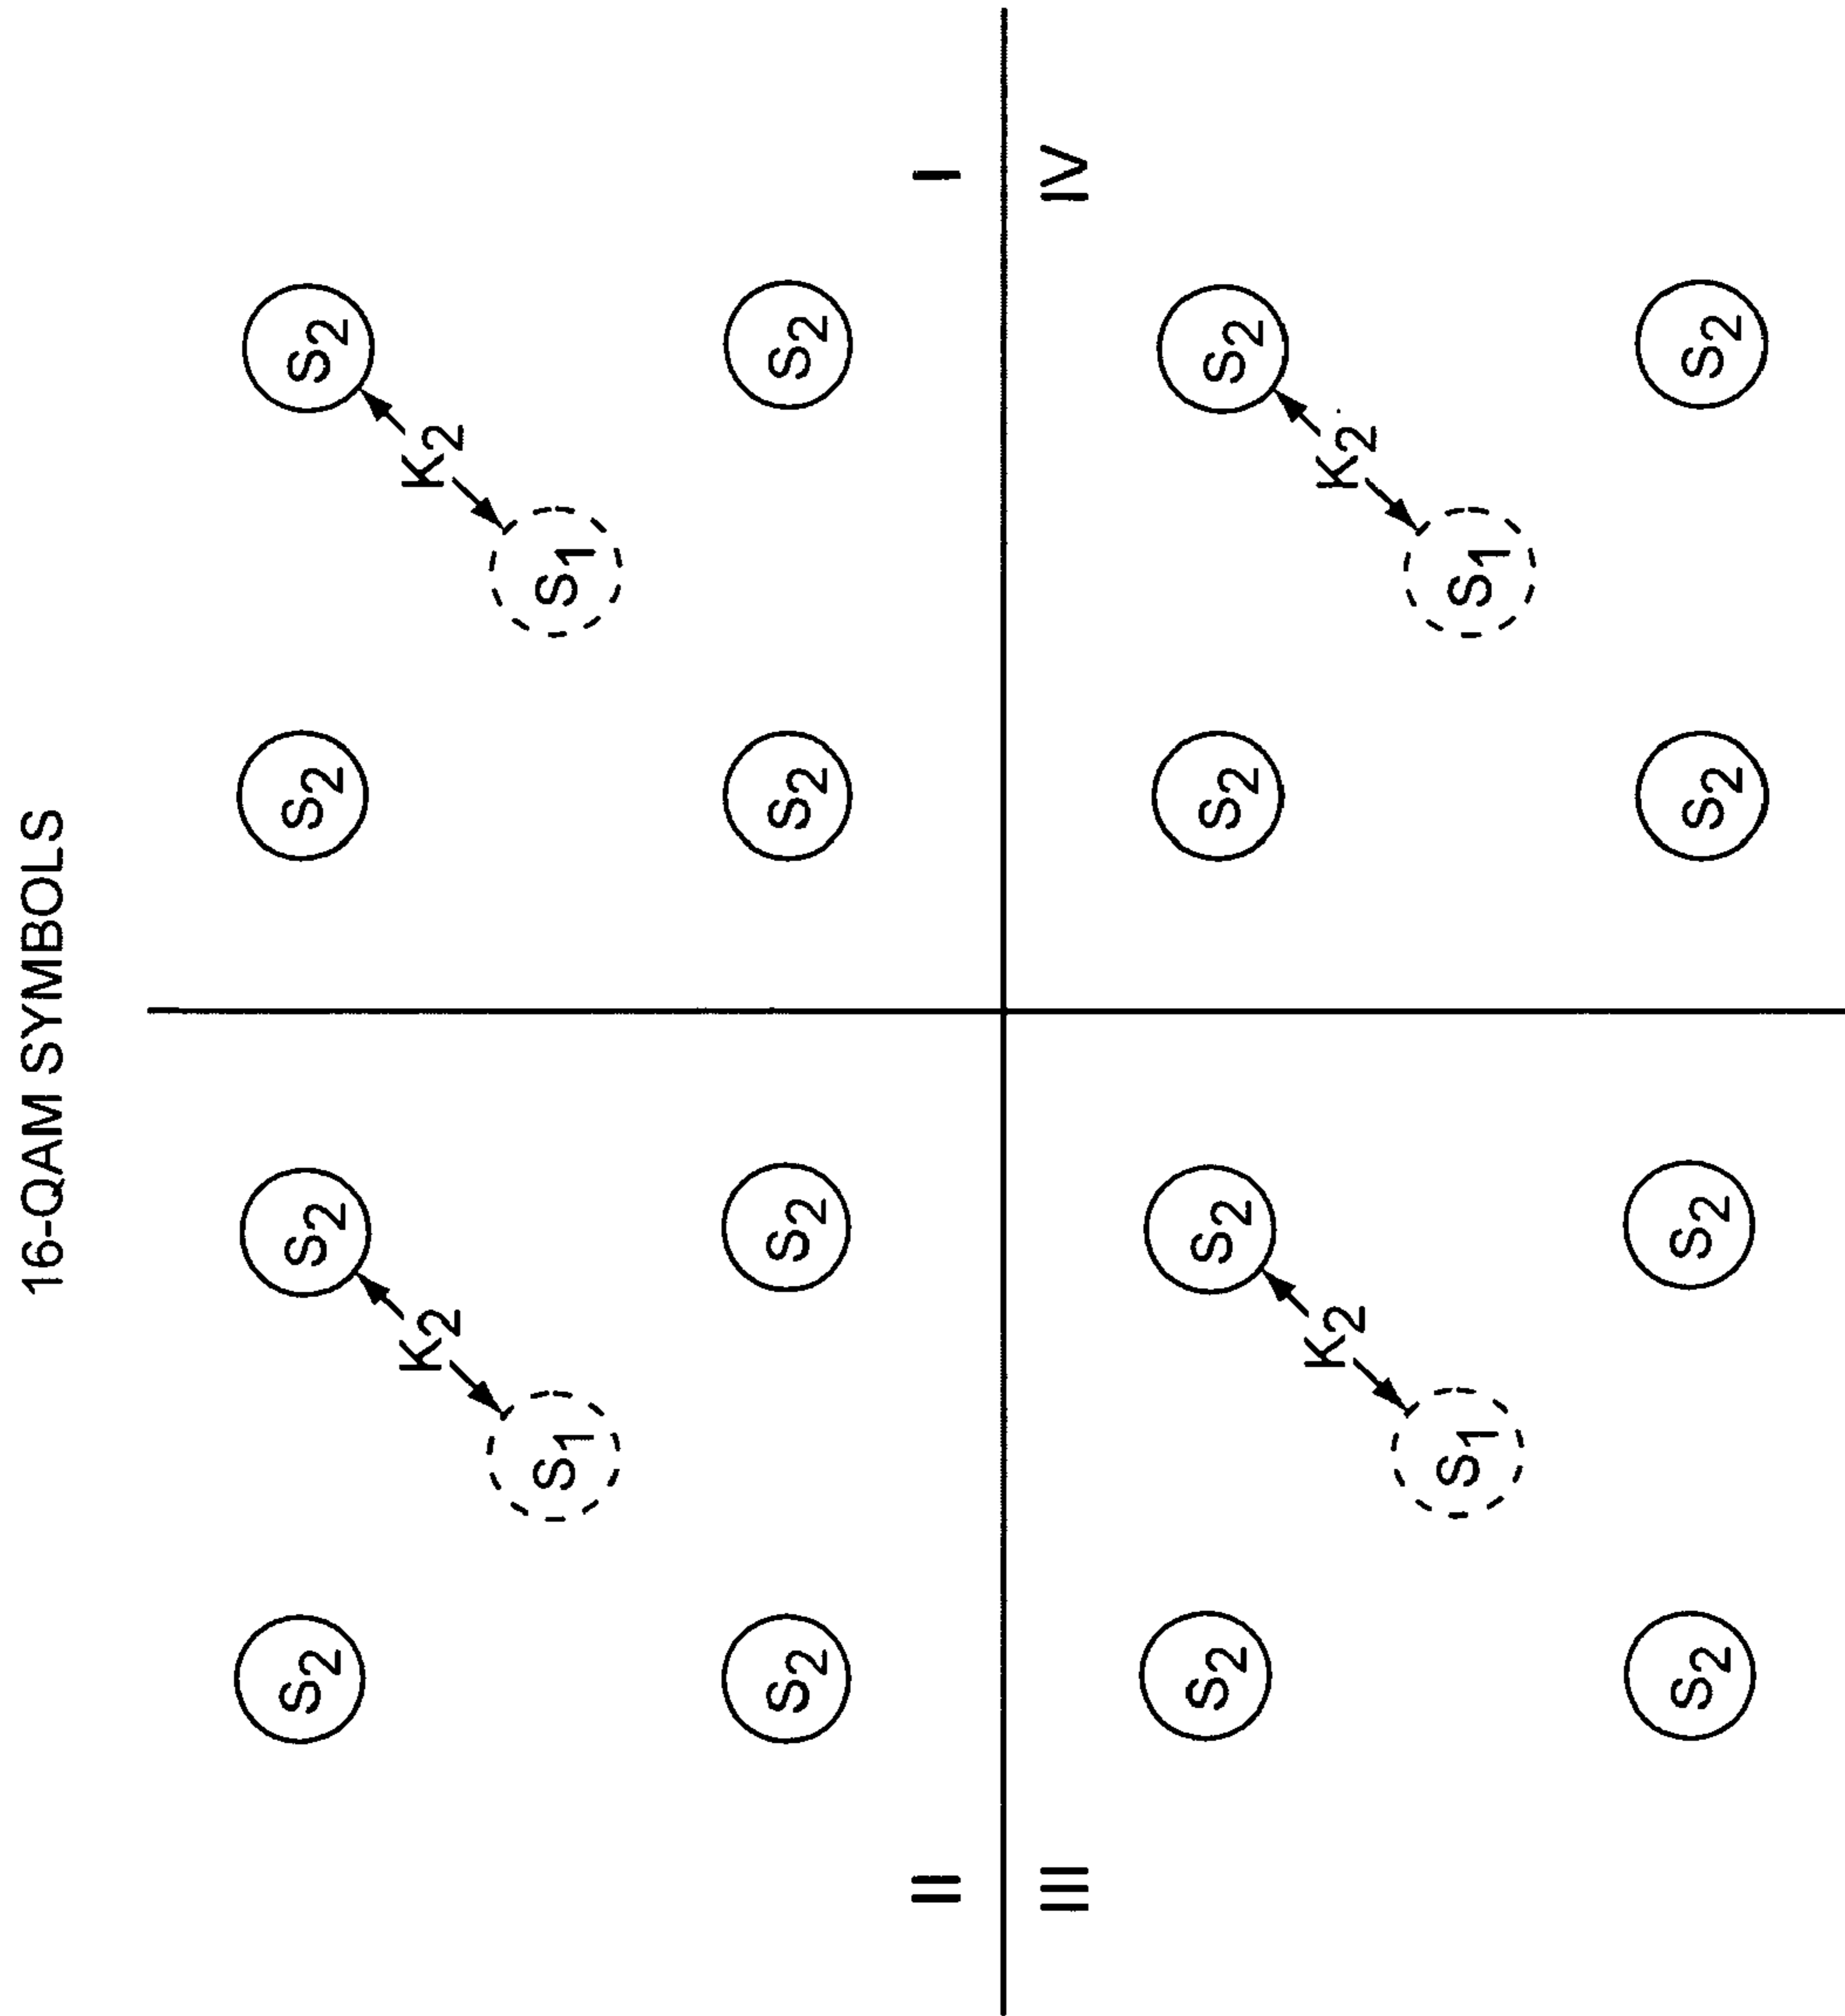 16-QAM SYMBOLS
S2 S2 S2 S2
K2 K2
S1 S1
S2 S2 S2 S2
II I
III IV
S2 S2 S2 S2
K2 K2
S1 S1
S2 S2 S2 S2